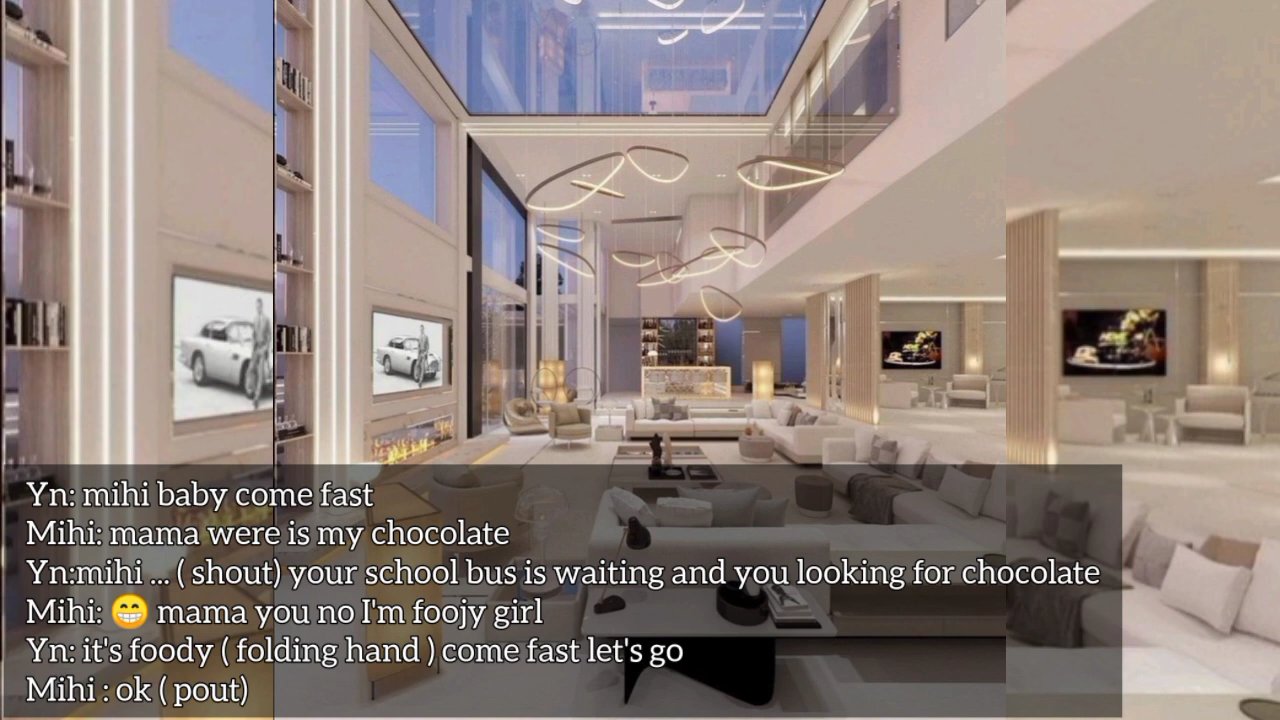 Yn: mihi baby come fast
Mihi: mama were is my chocolate
Yn:mihi ... ( shout) your school bus is waiting and you looking for chocolate
Mihi: 😁 mama you no I'm foojy girl
Yn: it's foody ( folding hand ) come fast let's go
Mihi : ok ( pout)